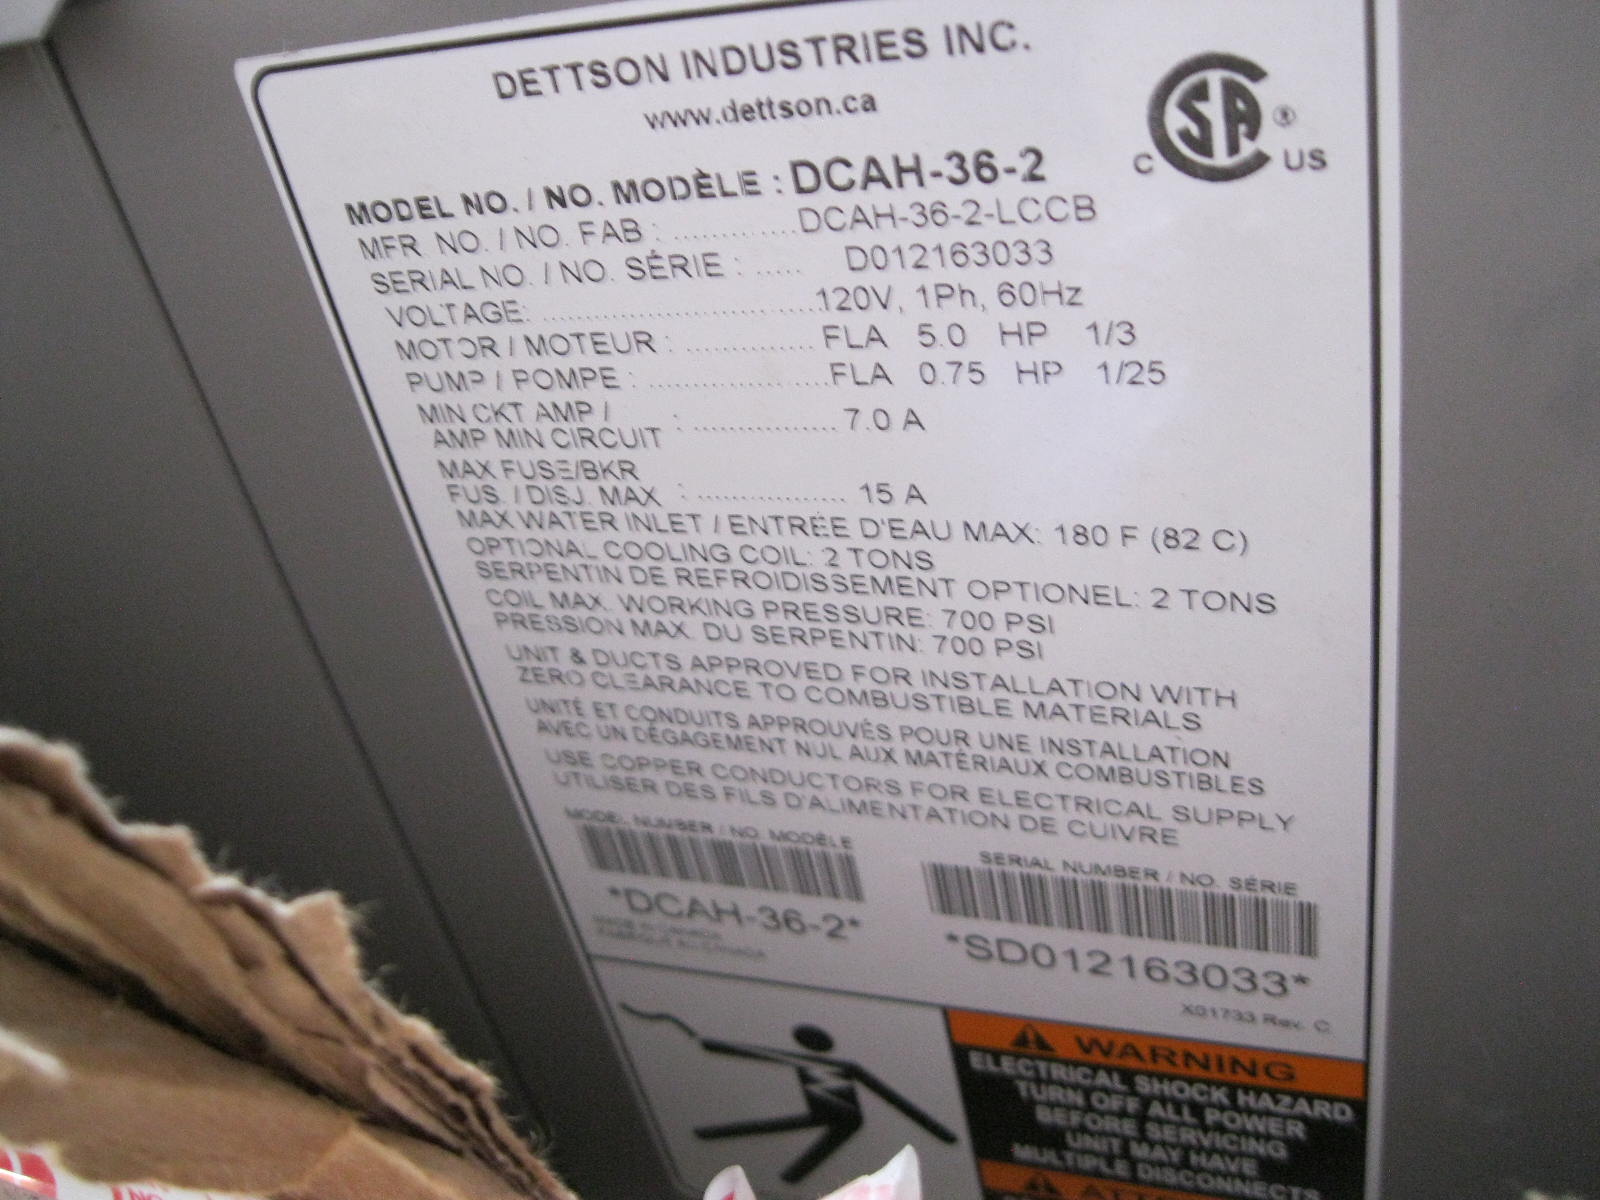 DETTSON INDUSTRIES INC.
www.dettson.ca
C SA ® US
MODEL NO. / NO. MODÈLE : DCAH-36-2
MFR. NO. / NO. FAB : ............. DCAH-36-2-LCCB
SERIAL NO. / NO. SÉRIE : ..... D012163033
VOLTAGE: ............................... 120V, 1Ph, 60Hz
MOTOR / MOTEUR : .............. FLA 5.0 HP 1/3
PUMP / POMPE : ................... FLA 0.75 HP 1/25
MIN CKT AMP /
AMP MIN CIRCUIT : ............... 7.0 A
MAX FUSE/BKR
FUS. / DISJ. MAX : ................ 15 A
MAX WATER INLET / ENTRÉE D'EAU MAX: 180 F (82 C)
OPTIONAL COOLING COIL: 2 TONS
SERPENTIN DE REFROIDISSEMENT OPTIONEL: 2 TONS
COIL MAX. WORKING PRESSURE: 700 PSI
PRESSION MAX. DU SERPENTIN: 700 PSI
UNIT & DUCTS APPROVED FOR INSTALLATION WITH
ZERO CLEARANCE TO COMBUSTIBLE MATERIALS
UNITÉ ET CONDUITS APPROUVÉS POUR UNE INSTALLATION
AVEC UN DÉGAGEMENT NUL AUX MATÉRIAUX COMBUSTIBLES
USE COPPER CONDUCTORS FOR ELECTRICAL SUPPLY
UTILISER DES FILS D'ALIMENTATION DE CUIVRE
MODEL NUMBER / NO. MODÈLE
*DCAH-36-2*
MADE IN CANADA
FABRIQUÉ AU CANADA
SERIAL NUMBER / NO. SÉRIE
*SD012163033*
X01733 Rev. C
WARNING
ELECTRICAL SHOCK HAZARD
TURN OFF ALL POWER
BEFORE SERVICING
UNIT MAY HAVE
MULTIPLE DISCONNECTS